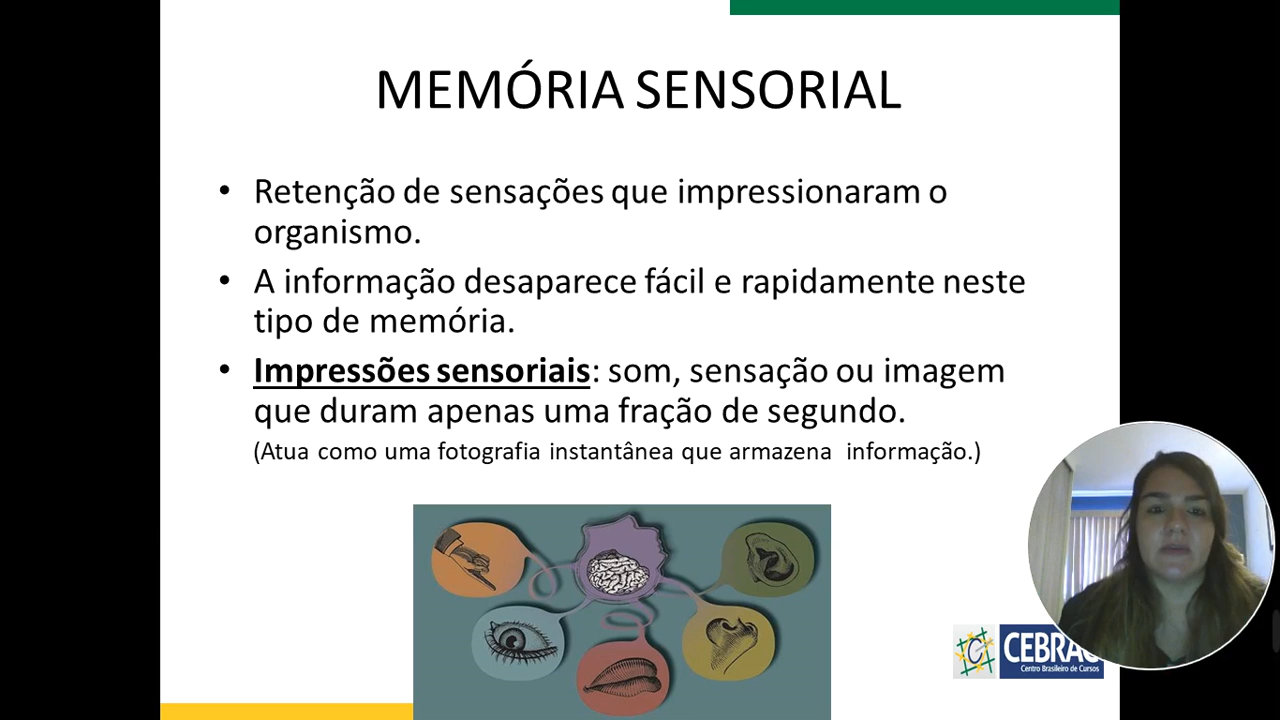 MEMÓRIA SENSORIAL
• Retenção de sensações que impressionaram o
organismo.
• A informação desaparece fácil e rapidamente neste
tipo de memória.
• Impressões sensoriais: som, sensação ou imagem
que duram apenas uma fração de segundo.
(Atua como uma fotografia instantânea que armazena informação.)
C
CEBRAC
Centro Brasileiro de Cursos